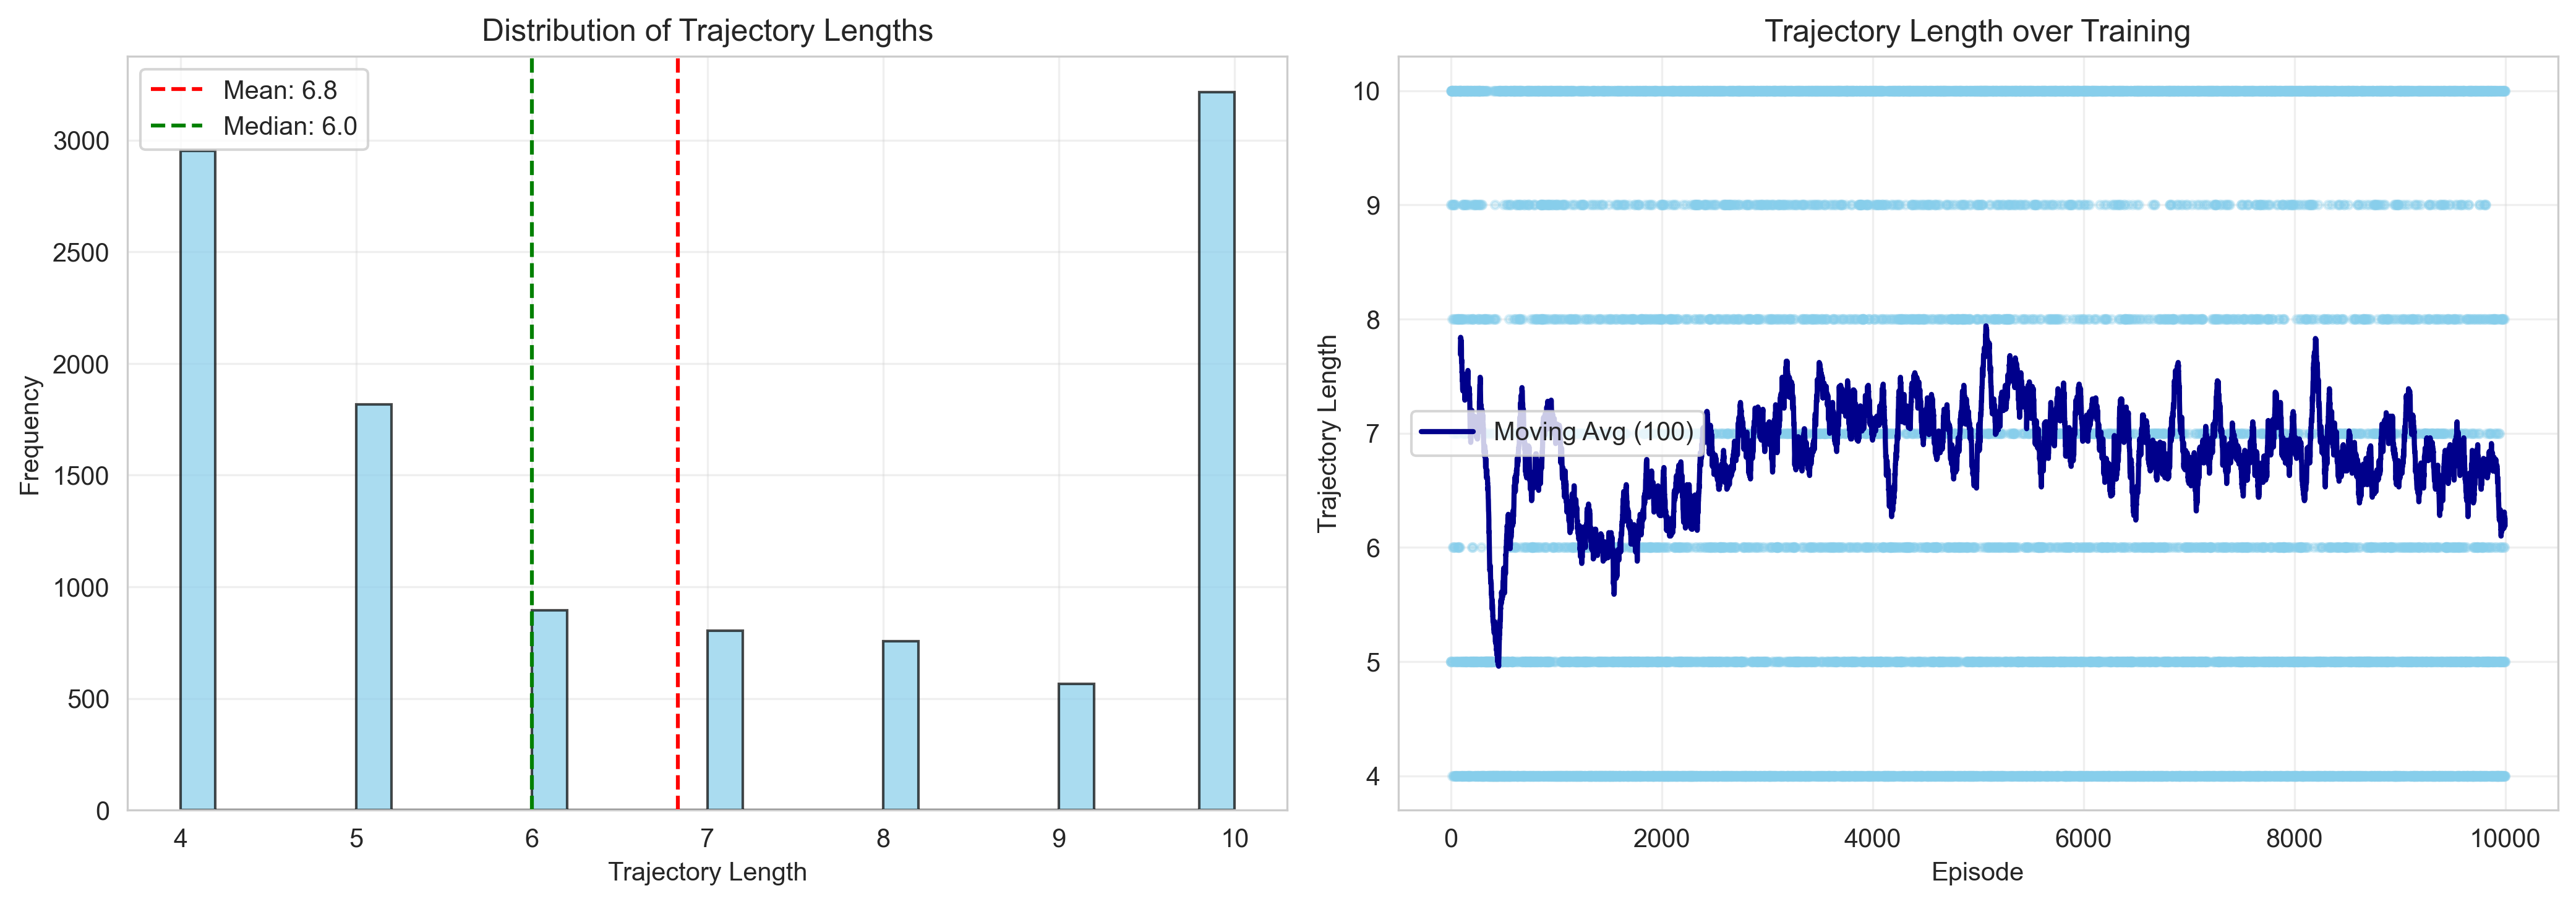 Distribution of Trajectory Lengths
Mean: 6.8
Median: 6.0
Frequency
3000
2500
2000
1500
1000
500
0
4 5 6 7 8 9 10
Trajectory Length
Trajectory Length over Training
Moving Avg (100)
Trajectory Length
10
9
8
7
6
5
4
0 2000 4000 6000 8000 10000
Episode